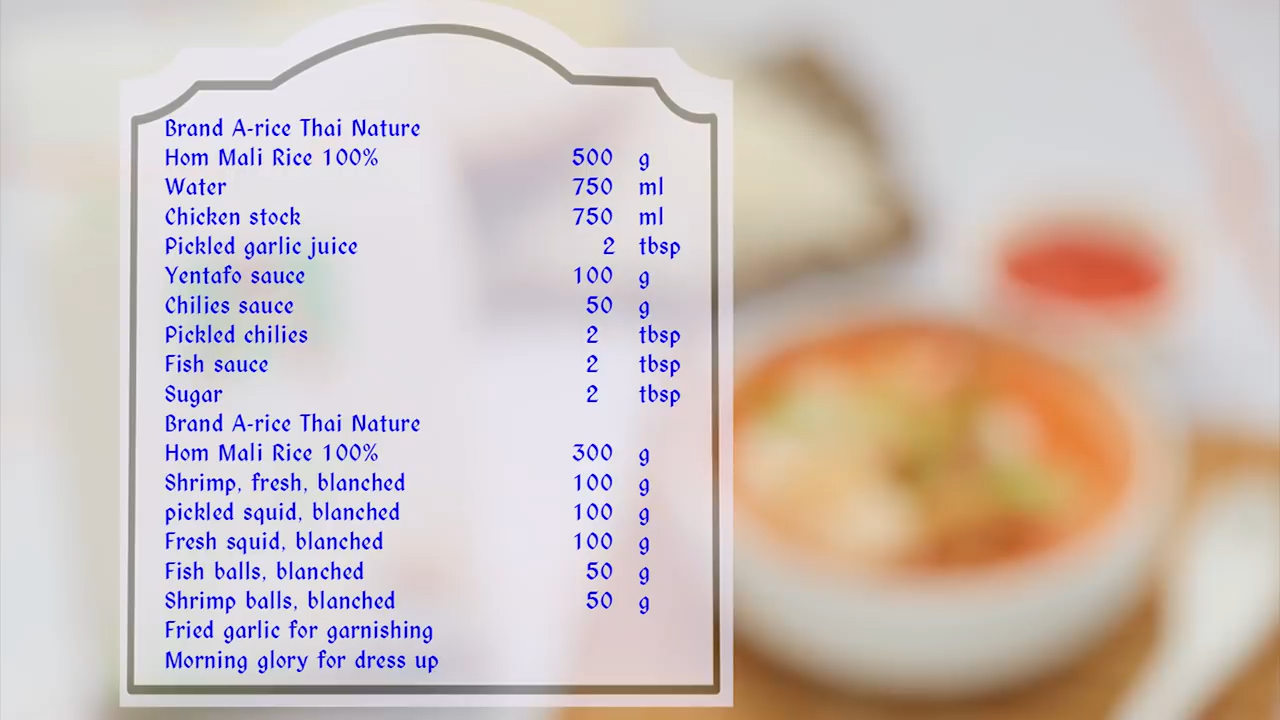 Brand A-rice Thai Nature
Hom Mali Rice 100% 500 g
Water 750 ml
Chicken stock 750 ml
Pickled garlic juice 2 tbsp
Yentafo sauce 100 g
Chilies sauce 50 g
Pickled chilies 2 tbsp
Fish sauce 2 tbsp
Sugar 2 tbsp
Brand A-rice Thai Nature
Hom Mali Rice 100% 300 g
Shrimp, fresh, blanched 100 g
pickled squid, blanched 100 g
Fresh squid, blanched 100 g
Fish balls, blanched 50 g
Shrimp balls, blanched 50 g
Fried garlic for garnishing
Morning glory for dress up